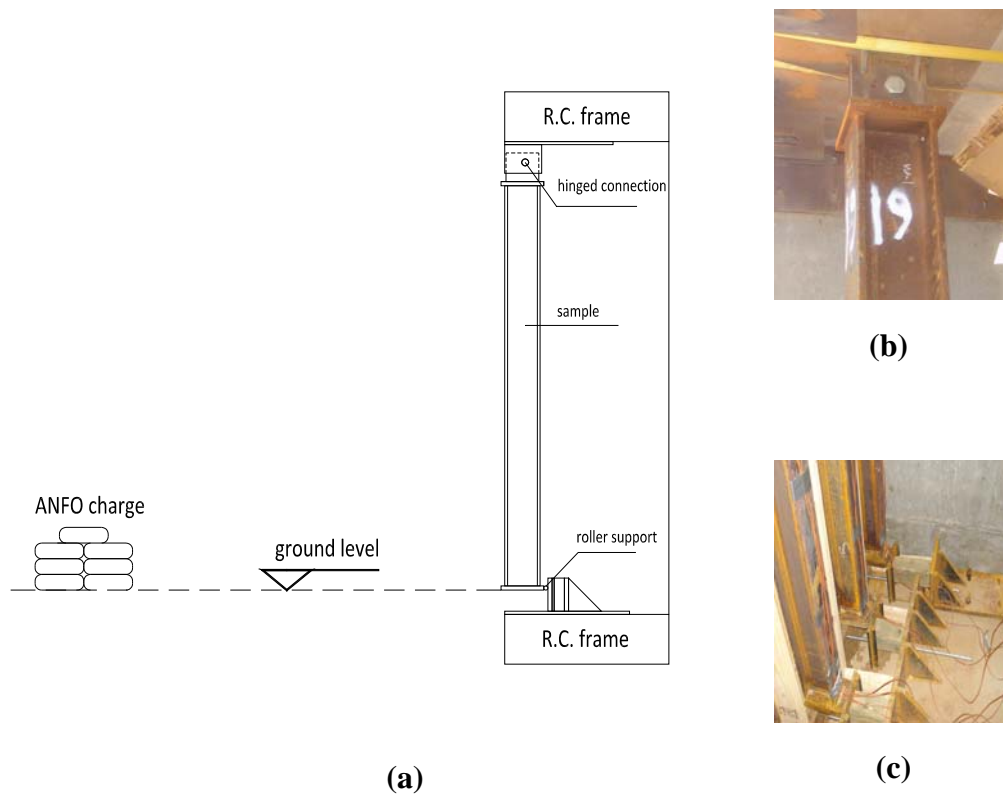 R.C. frame
hinged connection
sample
ANFO charge
ground level
roller support
R.C. frame
(a)
19
(b)
(c)